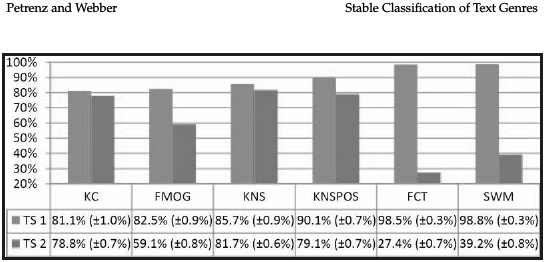 Petrenz and Webber Stable Classification of Text Genres
100%
90%
80%
70%
60%
50%
40%
30%
20%
KC FMOG KNS KNSPOS FCT SWM
TS 1 81.1% (±1.0%) 82.5% (±0.9%) 85.7% (±0.9%) 90.1% (±0.7%) 98.5% (±0.3%) 98.8% (±0.3%)
TS 2 78.8% (±0.7%) 59.1% (±0.8%) 81.7% (±0.6%) 79.1% (±0.7%) 27.4% (±0.7%) 39.2% (±0.8%)